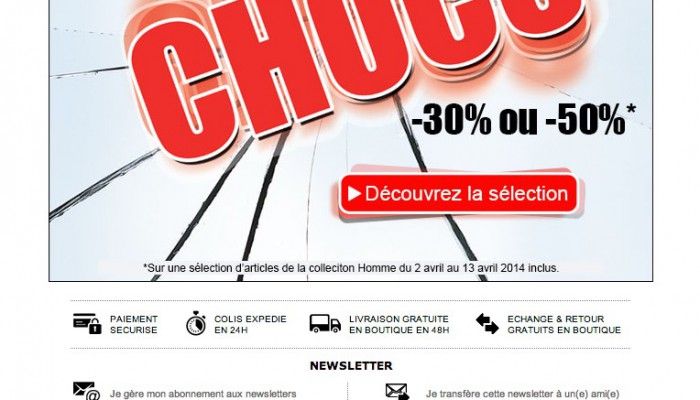 CHOCS
-30% ou -50%*
Découvrez la sélection
*Sur une sélection d'articles de la colleciton Homme du 2 avril au 13 avril 2014 inclus.
PAIEMENT
SECURISE
COLIS EXPEDIE
EN 24H
LIVRAISON GRATUITE
EN BOUTIQUE EN 48H
ECHANGE & RETOUR
GRATUITS EN BOUTIQUE
NEWSLETTER
Je gère mon abonnement aux newsletters
Je transfère cette newsletter à un(e) ami(e)